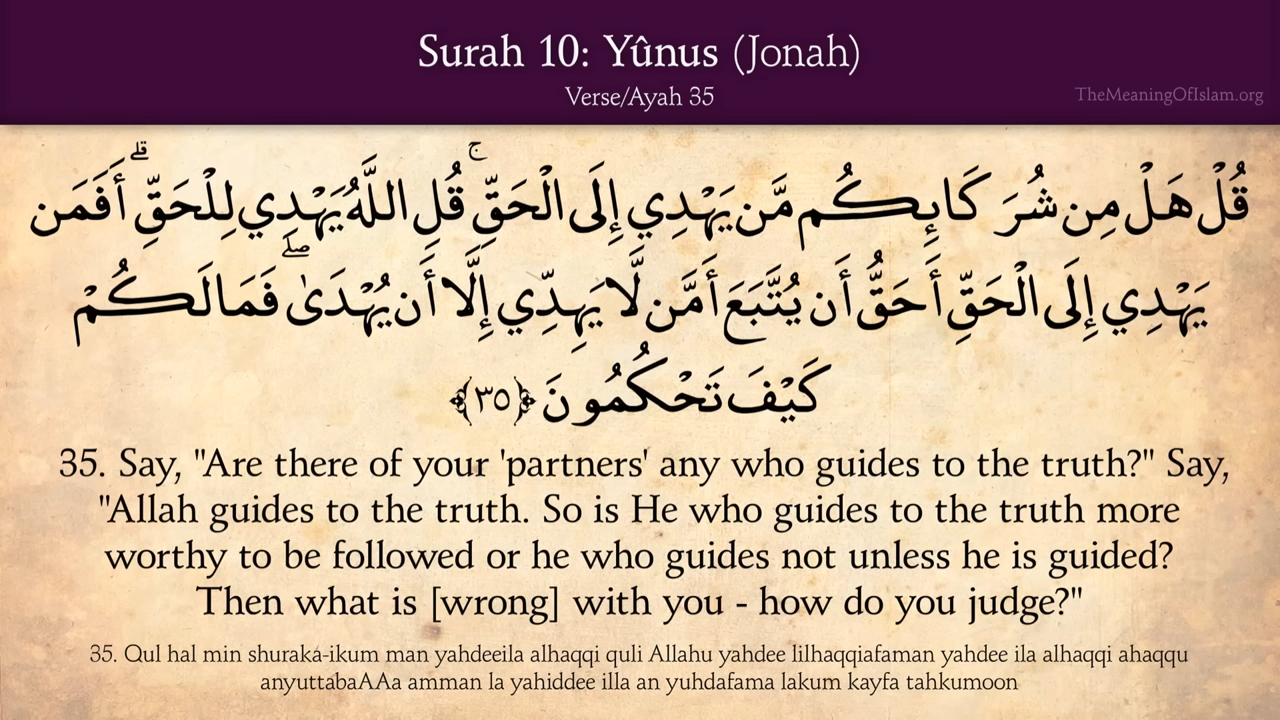 Surah 10: Yûnus (Jonah)
Verse/Ayah 35
TheMeaningOfIslam.org
قُلْ هَلْ مِن شُرَكَايِٕكُم مَّن يَهْدِي إِلَى الْحَقِّ ۚ قُلِ اللَّهُ يَهْدِي لِلْحَقِّ ۗ أَفَمَن
يَهْدِي إِلَى الْحَقِّ أَحَقُّ أَن يُتَّبَعَ أَمَّن لَّا يَهِدِّي إِلَّا أَن يُهْدَىٰ ۖ فَمَا لَكُمْ
كَيْفَ تَحْكُمُونَ ﴿٣٥﴾
35. Say, "Are there of your 'partners' any who guides to the truth?" Say,
"Allah guides to the truth. So is He who guides to the truth more
worthy to be followed or he who guides not unless he is guided?
Then what is [wrong] with you - how do you judge?"
35. Qul hal min shuraka-ikum man yahdeeila alhaqqi quli Allahu yahdee lilhaqqiafaman yahdee ila alhaqqi ahaqqu
anyuttabaAAa amman la yahiddee illa an yuhdafama lakum kayfa tahkumoon